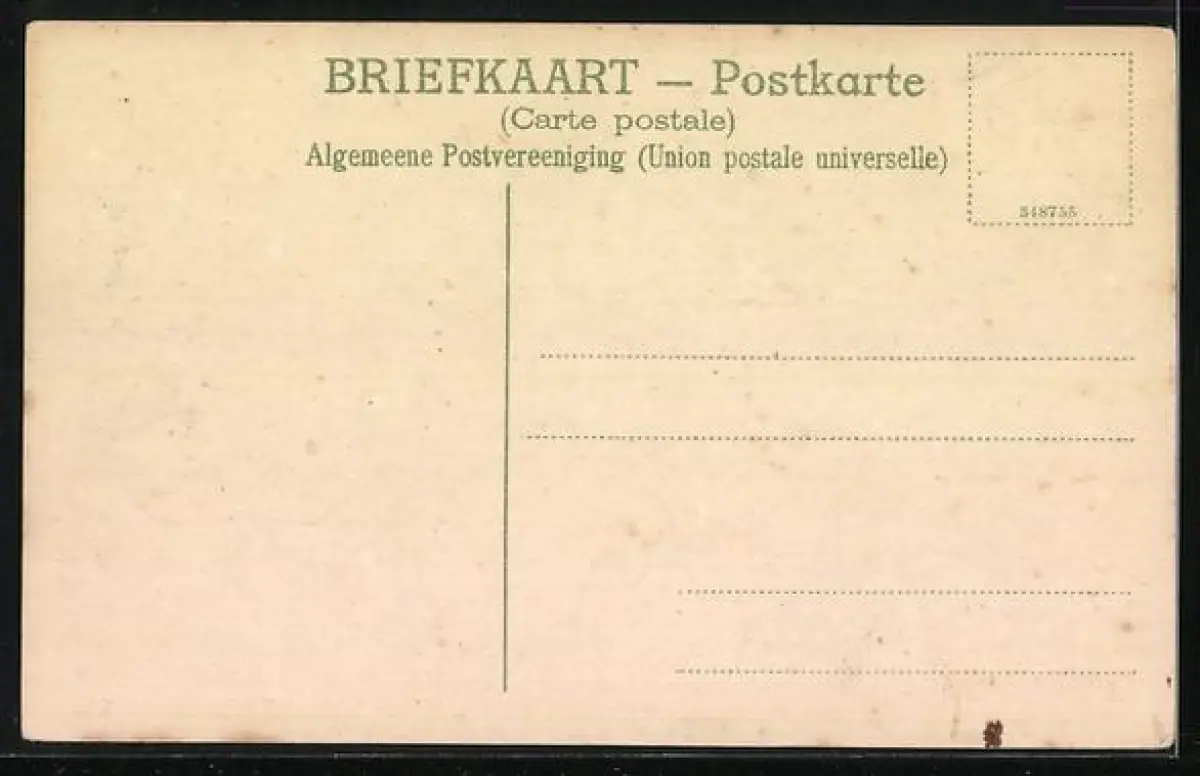 BRIEFKAART — Postkarte
(Carte postale)
Algemeene Postvereeniging (Union postale universelle)
348755